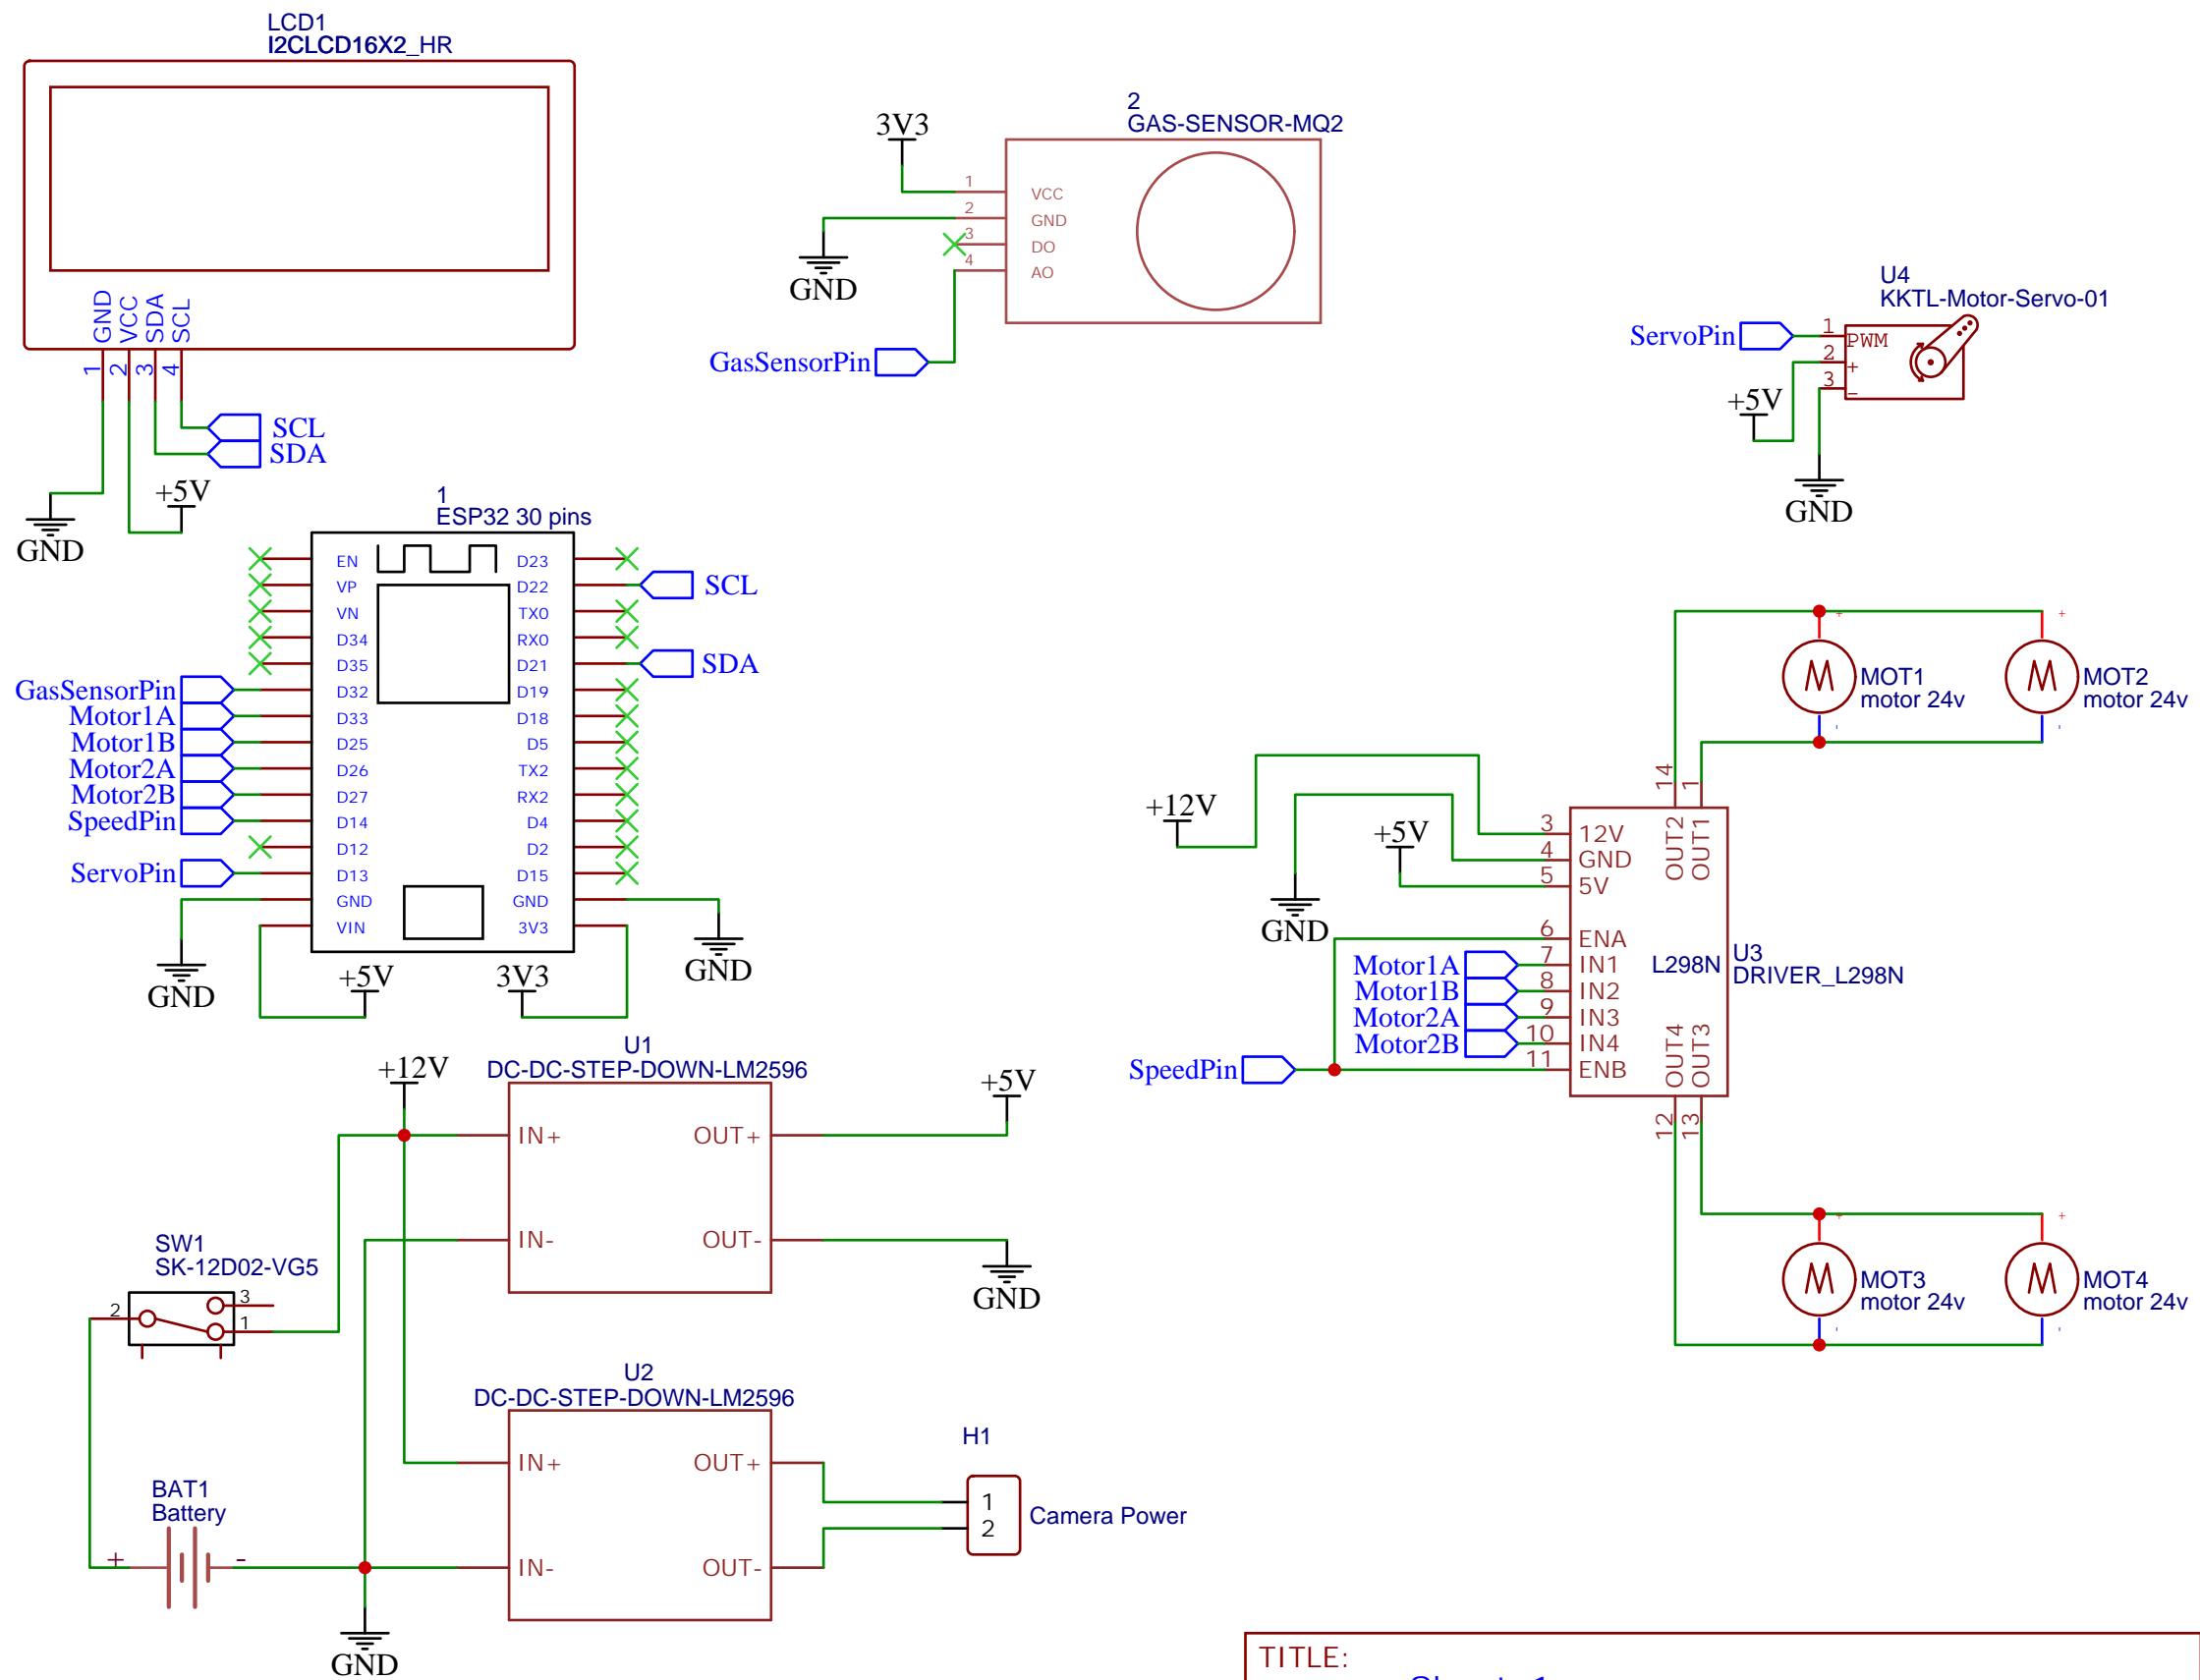 LCD1
I2CLCD16X2_HR
GND
VCC
SDA
SCL
1
2
3
4
SCL
SDA
+5V
GND
2
GAS-SENSOR-MQ2
3V3
1
VCC
2
GND
3
DO
4
AO
GND
GasSensorPin
U4
KKTL-Motor-Servo-01
ServoPin
1
PWM
2
+
3
-
+5V
GND
1
ESP32 30 pins
EN
VP
VN
D34
D35
D32
D33
D25
D26
D27
D14
D12
D13
GND
VIN
D23
D22
TX0
RX0
D21
D19
D18
D5
TX2
RX2
D4
D2
D15
GND
3V3
SCL
SDA
GasSensorPin
Motor1A
Motor1B
Motor2A
Motor2B
SpeedPin
ServoPin
GND
+5V
3V3
GND
+12V
GND
+5V
3
12V
4
GND
5
5V
6
ENA
7
IN1
8
IN2
9
IN3
10
IN4
11
ENB
14
1
OUT2
OUT1
OUT4
OUT3
12
13
L298N
U3
DRIVER_L298N
Motor1A
Motor1B
Motor2A
Motor2B
SpeedPin
+
+
-
-
MOT1
motor 24v
MOT2
motor 24v
+
+
-
-
MOT3
motor 24v
MOT4
motor 24v
+12V
U1
DC-DC-STEP-DOWN-LM2596
IN+
OUT+
IN-
OUT-
+5V
GND
SW1
SK-12D02-VG5
2
3
1
U2
DC-DC-STEP-DOWN-LM2596
IN+
OUT+
IN-
OUT-
H1
1
2
Camera Power
BAT1
Battery
+
-
GND
TITLE: